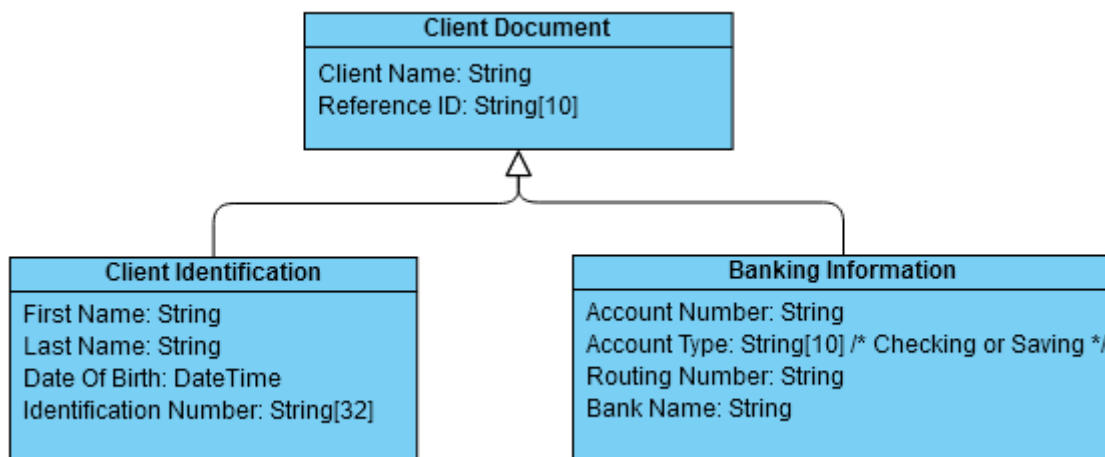 Client Document
Client Name: String
Reference ID: String[10]
Client Identification
First Name: String
Last Name: String
Date Of Birth: DateTime
Identification Number: String[32]
Banking Information
Account Number: String
Account Type: String[10] /* Checking or Saving */
Routing Number: String
Bank Name: String